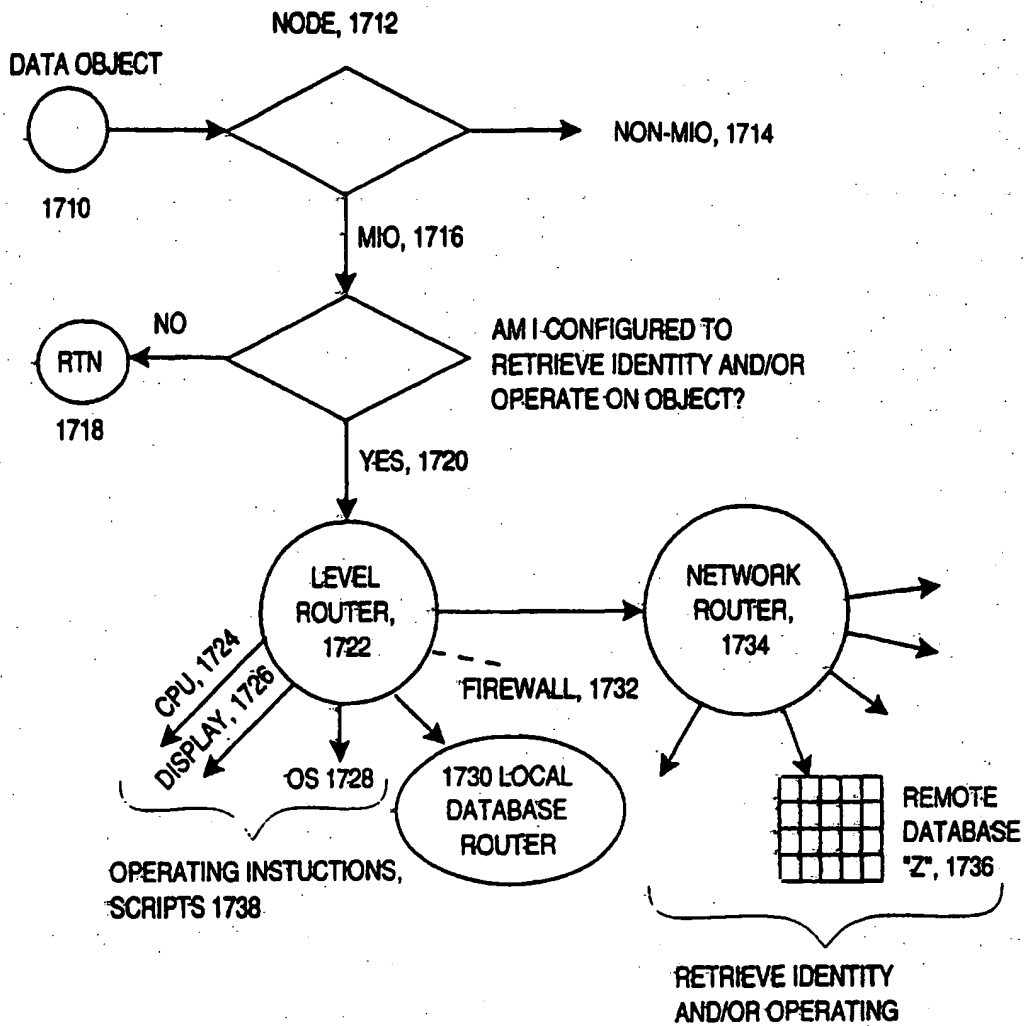 NODE, 1712
DATA OBJECT
1710
NON-MIO, 1714
MIO, 1716
NO
RTN
1718
AM I CONFIGURED TO
RETRIEVE IDENTITY AND/OR
OPERATE ON OBJECT?
YES, 1720
LEVEL
ROUTER,
1722
NETWORK
ROUTER,
1734
CPU, 1724
DISPLAY, 1726
FIREWALL, 1732
OS 1728
1730 LOCAL
DATABASE
ROUTER
REMOTE
DATABASE
"Z", 1736
OPERATING INSTUCTIONS,
SCRIPTS 1738
RETRIEVE IDENTITY
AND/OR OPERATING